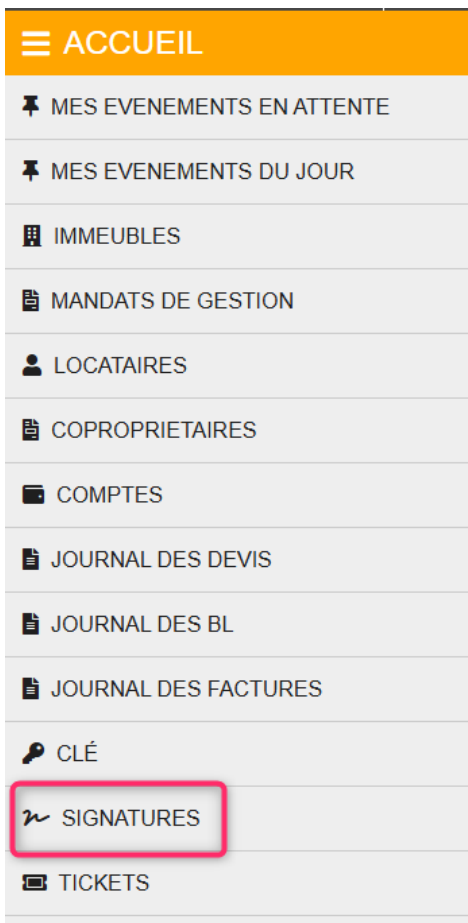 ACCUEIL
MES EVENEMENTS EN ATTENTE
MES EVENEMENTS DU JOUR
IMMEUBLES
MANDATS DE GESTION
LOCATAIRES
COPROPRIETAIRES
COMPTES
JOURNAL DES DEVIS
JOURNAL DES BL
JOURNAL DES FACTURES
CLÉ
SIGNATURES
TICKETS